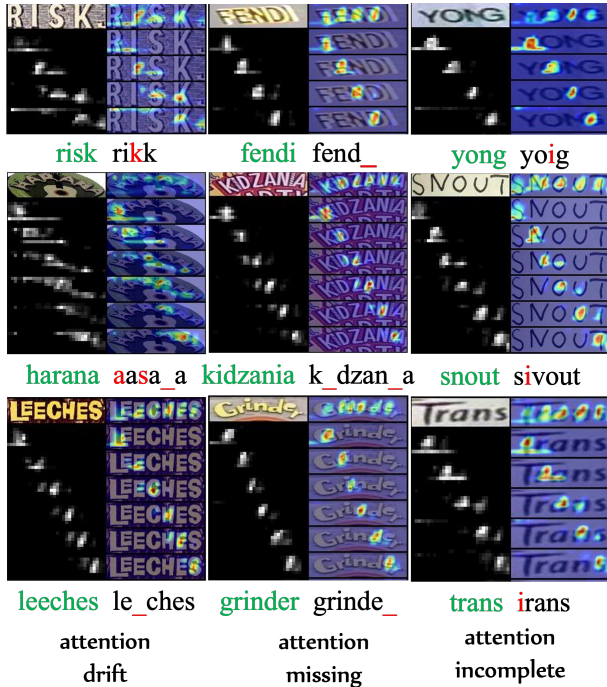 RISK.
FENDI
YONG
risk rikk
fendi fend_
yong yoig
KIDZANIA
SNOUT
harana aasa_a
kidzania k_dzan_a
snout sivout
LEECHES
Grinder
Trans
leeches le_ches
grinder grinde_
trans irans
attention
drift
attention
missing
attention
incomplete